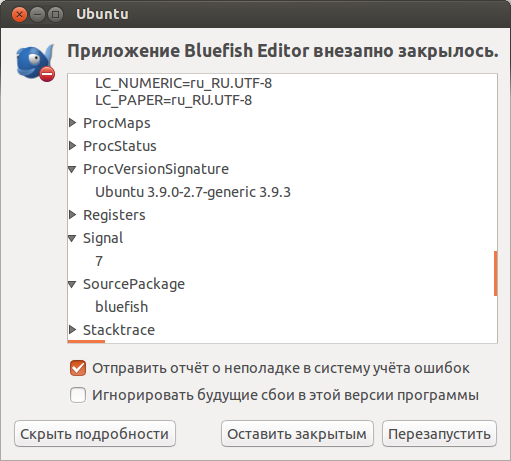 Ubuntu
Приложение Bluefish Editor внезапно закрылось.
LC_NUMERIC=ru_RU.UTF-8
LC_PAPER=ru_RU.UTF-8
ProcMaps
ProcStatus
ProcVersionSignature
Ubuntu 3.9.0-2.7-generic 3.9.3
Registers
Signal
7
SourcePackage
bluefish
Stacktrace
Отправить отчёт о неполадке в систему учёта ошибок
Игнорировать будущие сбои в этой версии программы
Скрыть подробности Оставить закрытым Перезапустить